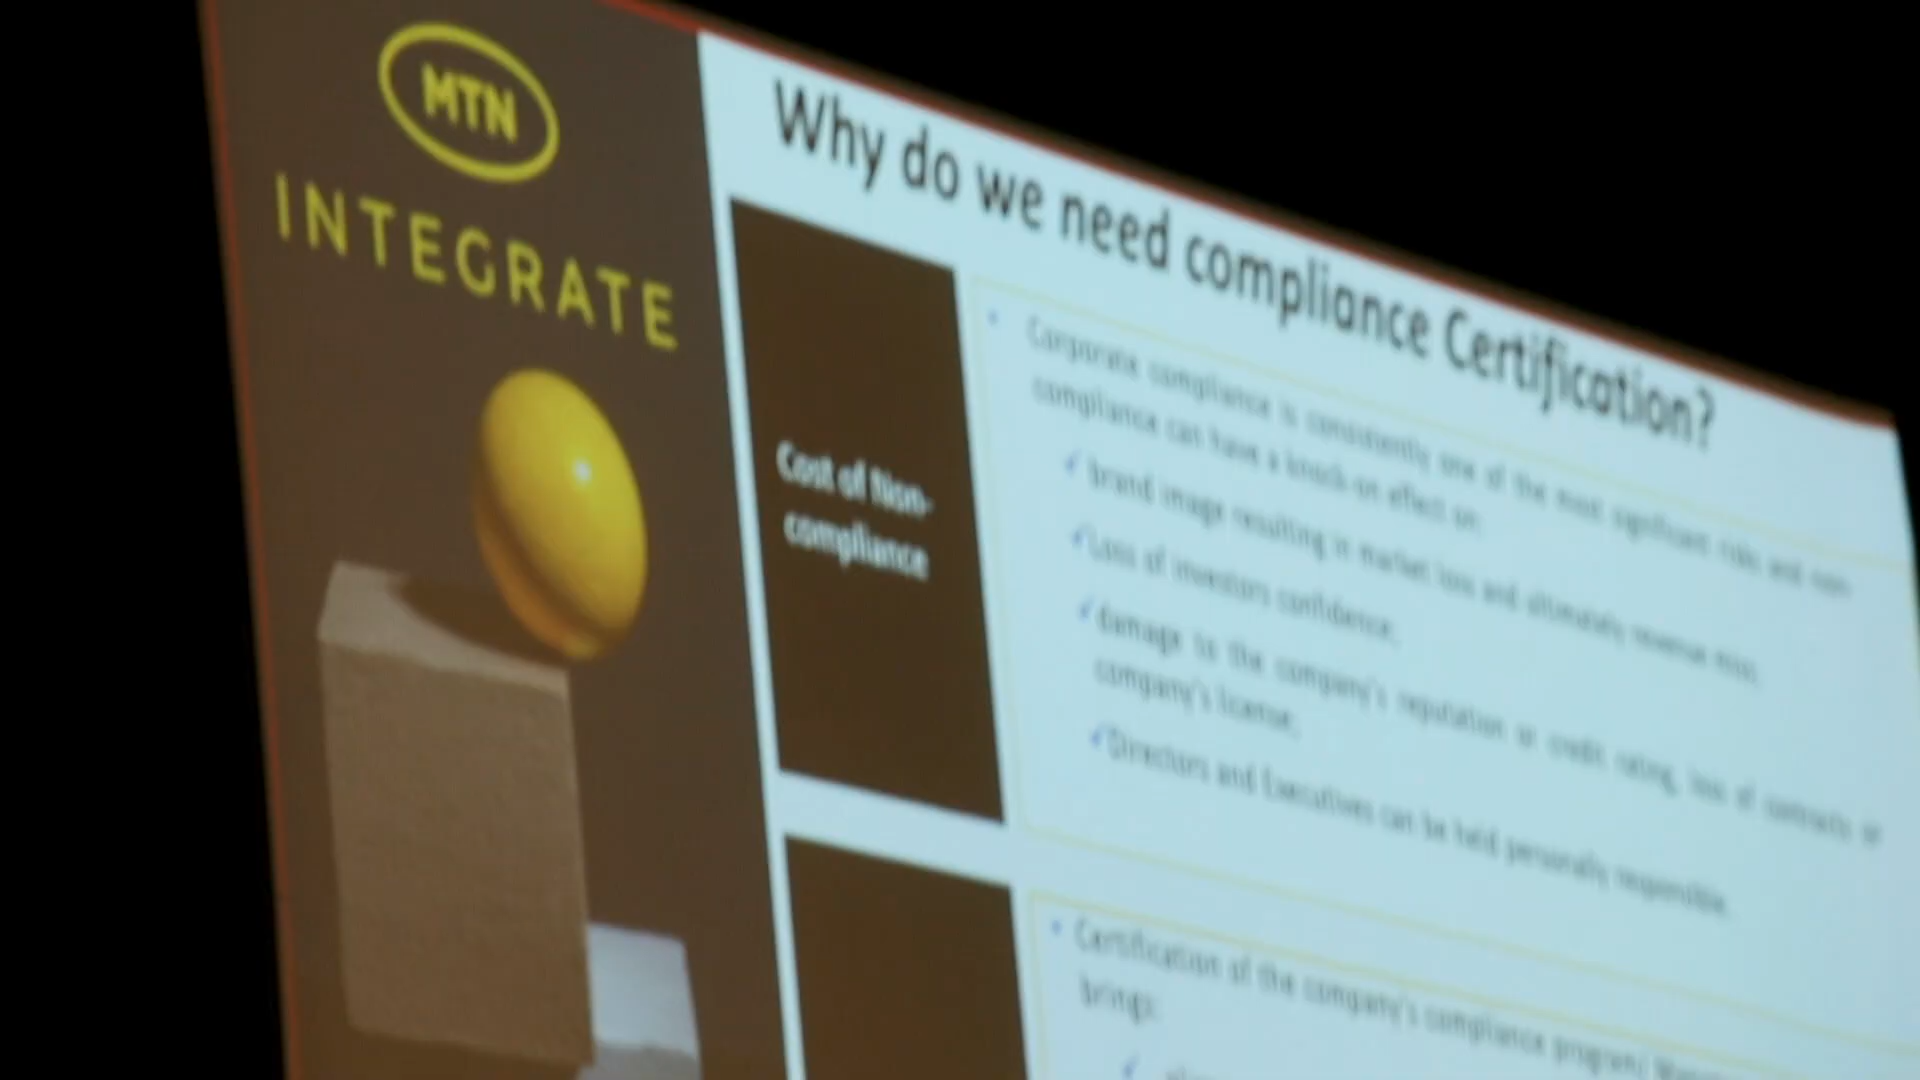 MTN
INTEGRATE
Why do we need compliance Certification?
Cost of Non-
compliance
Corporate compliance is consistently one of the most significant risks and non-
compliance can have a knock-on effect on:
brand image resulting in market loss and ultimately revenue
Loss of investors confidence;
damage to the company's reputation or credit rating, loss of contracts or
company's license;
Directors and Executives can be held personally responsible.
Certification of the company's compliance program/
brings: